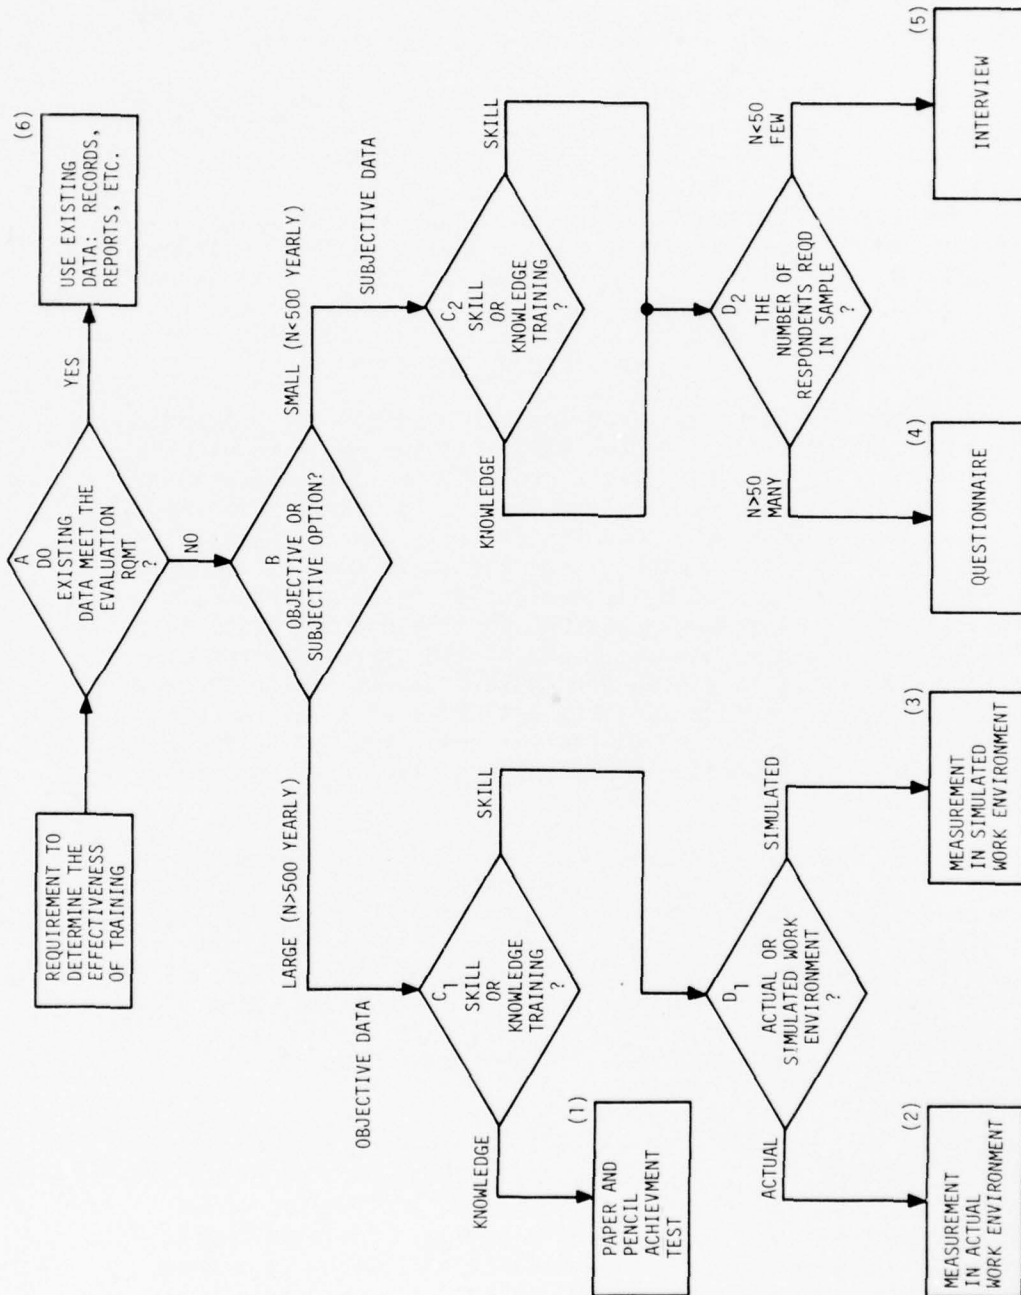 REQUIREMENT TO
DETERMINE THE
EFFECTIVENESS
OF TRAINING
A
DO
EXISTING
DATA MEET THE
EVALUATION
RQMT
?
YES
(6)
USE EXISTING
DATA: RECORDS,
REPORTS, ETC.
NO
B
OBJECTIVE OR
SUBJECTIVE OPTION?
LARGE (N>500 YEARLY)
SMALL (N<500 YEARLY)
OBJECTIVE DATA
SUBJECTIVE DATA
C1
SKILL
OR
KNOWLEDGE
TRAINING
?
KNOWLEDGE
SKILL
C2
SKILL
OR
KNOWLEDGE
TRAINING
?
KNOWLEDGE
SKILL
(1)
PAPER AND
PENCIL
ACHIEVMENT
TEST
D1
ACTUAL OR
SIMULATED WORK
ENVIRONMENT
?
ACTUAL
SIMULATED
D2
THE
NUMBER OF
RESPONDENTS REQD
IN SAMPLE
?
N>50
MANY
N<50
FEW
(2)
MEASUREMENT
IN ACTUAL
WORK ENVIRONMENT
(3)
MEASUREMENT
IN SIMULATED
WORK ENVIRONMENT
(4)
QUESTIONNAIRE
(5)
INTERVIEW